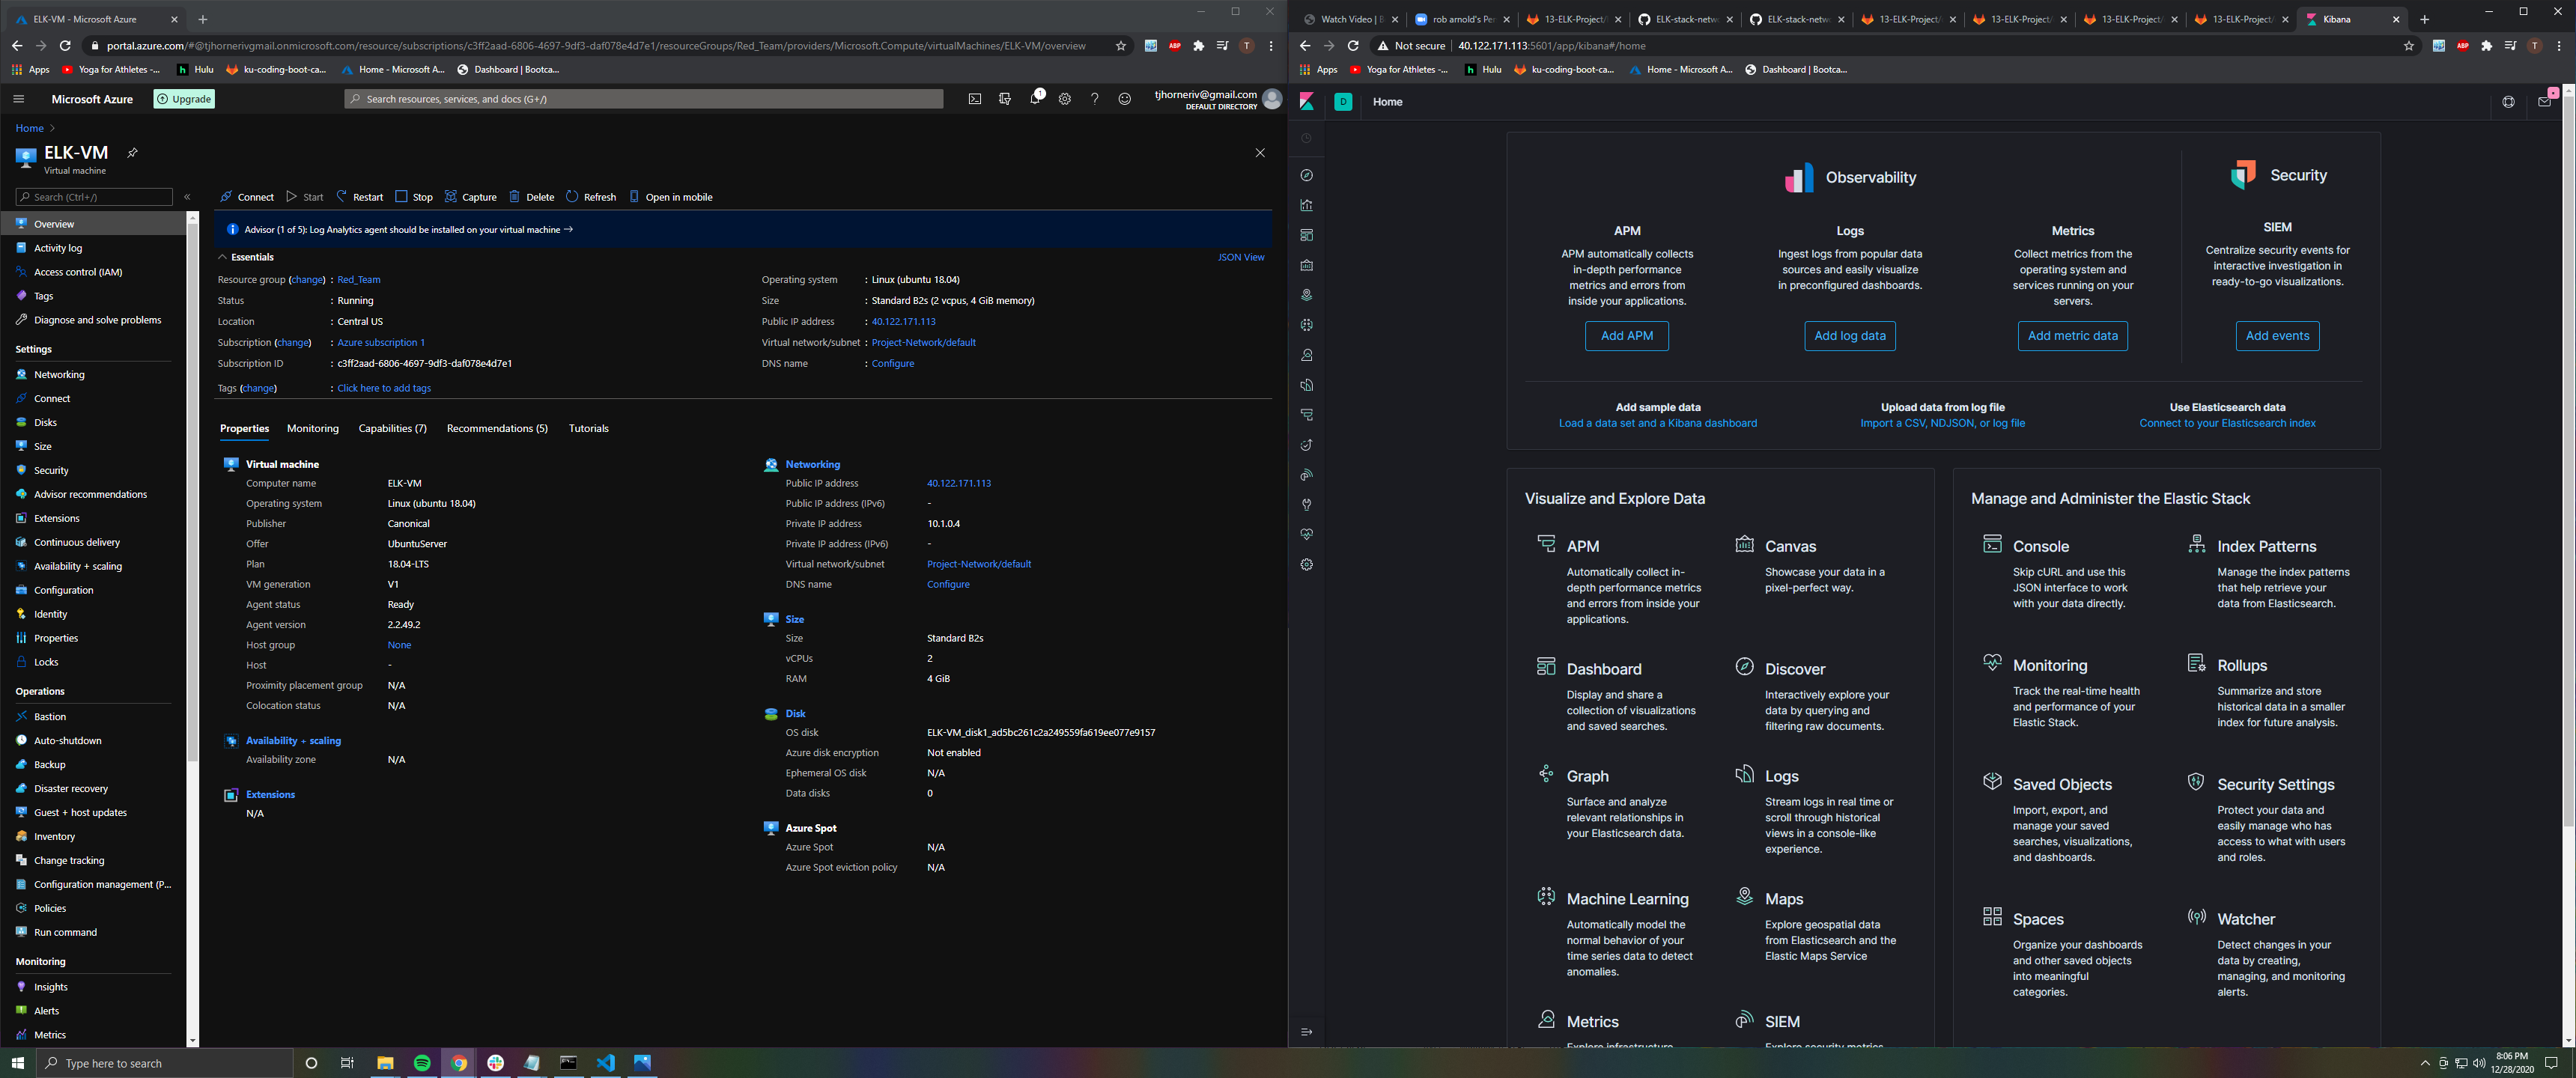 ELK-VM - Microsoft Azure
portal.azure.com/#@tjhornerivgmail.onmicrosoft.com/resource/subscriptions/c3ff2aad-6806-4697-9df3-daf078e4d7e1/resourceGroups/Red_Team/providers/Microsoft.Compute/virtualMachines/ELK-VM/overview
ABP
T
Apps
Yoga for Athletes -...
Hulu
ku-coding-boot-ca...
Home - Microsoft A...
Dashboard | Bootca...
Microsoft Azure
Upgrade
Search resources, services, and docs (G+/)
1
tjhorneriv@gmail.com
DEFAULT DIRECTORY
Home
ELK-VM
Virtual machine
Search (Ctrl+/)
Overview
Activity log
Access control (IAM)
Tags
Diagnose and solve problems
Settings
Networking
Connect
Disks
Size
Security
Advisor recommendations
Extensions
Continuous delivery
Availability + scaling
Configuration
Identity
Properties
Locks
Operations
Bastion
Auto-shutdown
Backup
Disaster recovery
Guest + host updates
Inventory
Change tracking
Configuration management (P...
Policies
Run command
Monitoring
Insights
Alerts
Metrics
Connect
Start
Restart
Stop
Capture
Delete
Refresh
Open in mobile
Advisor (1 of 5): Log Analytics agent should be installed on your virtual machine
Essentials
JSON View
Resource group (change) : Red_Team
Status : Running
Location : Central US
Subscription (change) : Azure subscription 1
Subscription ID : c3ff2aad-6806-4697-9df3-daf078e4d7e1
Tags (change) : Click here to add tags
Operating system : Linux (ubuntu 18.04)
Size : Standard B2s (2 vcpus, 4 GiB memory)
Public IP address : 40.122.171.113
Virtual network/subnet : Project-Network/default
DNS name : Configure
Properties
Monitoring
Capabilities (7)
Recommendations (5)
Tutorials
Virtual machine
Computer name ELK-VM
Operating system Linux (ubuntu 18.04)
Publisher Canonical
Offer UbuntuServer
Plan 18.04-LTS
VM generation V1
Agent status Ready
Agent version 2.2.49.2
Host group None
Host -
Proximity placement group N/A
Colocation status N/A
Availability + scaling
Availability zone N/A
Extensions
N/A
Networking
Public IP address 40.122.171.113
Public IP address (IPv6) -
Private IP address 10.1.0.4
Private IP address (IPv6) -
Virtual network/subnet Project-Network/default
DNS name Configure
Size
Size Standard B2s
vCPUs 2
RAM 4 GiB
Disk
OS disk ELK-VM_disk1_ad5bc261c2a249559fa619ee077e9157
Azure disk encryption Not enabled
Ephemeral OS disk N/A
Data disks 0
Azure Spot
Azure Spot N/A
Azure Spot eviction policy N/A
Watch Video | B
rob arnold's Per
13-ELK-Project/
ELK-stack-netw
ELK-stack-netw
13-ELK-Project/
13-ELK-Project/
13-ELK-Project/
13-ELK-Project/
Kibana
Not secure
40.122.171.113:5601/app/kibana#/home
ABP
T
Apps
Yoga for Athletes -...
Hulu
ku-coding-boot-ca...
Home - Microsoft A...
Dashboard | Bootca...
D
Home
Observability
Security
APM
APM automatically collects
in-depth performance
metrics and errors from
inside your applications.
Add APM
Logs
Ingest logs from popular data
sources and easily visualize
in preconfigured dashboards.
Add log data
Metrics
Collect metrics from the
operating system and
services running on your
servers.
Add metric data
SIEM
Centralize security events for
interactive investigation in
ready-to-go visualizations.
Add events
Add sample data
Load a data set and a Kibana dashboard
Upload data from log file
Import a CSV, NDJSON, or log file
Use Elasticsearch data
Connect to your Elasticsearch index
Visualize and Explore Data
APM
Automatically collect in-
depth performance metrics
and errors from inside your
applications.
Canvas
Showcase your data in a
pixel-perfect way.
Dashboard
Display and share a
collection of visualizations
and saved searches.
Discover
Interactively explore your
data by querying and
filtering raw documents.
Graph
Surface and analyze
relevant relationships in
your Elasticsearch data.
Logs
Stream logs in real time or
scroll through historical
views in a console-like
experience.
Machine Learning
Automatically model the
normal behavior of your
time series data to detect
anomalies.
Maps
Explore geospatial data
from Elasticsearch and the
Elastic Maps Service
Metrics
Explore infrastructure
SIEM
Explore security metrics
Manage and Administer the Elastic Stack
Console
Skip cURL and use this
JSON interface to work
with your data directly.
Index Patterns
Manage the index patterns
that help retrieve your
data from Elasticsearch.
Monitoring
Track the real-time health
and performance of your
Elastic Stack.
Rollups
Summarize and store
historical data in a smaller
index for future analysis.
Saved Objects
Import, export, and
manage your saved
searches, visualizations,
and dashboards.
Security Settings
Protect your data and
easily manage who has
access to what with users
and roles.
Spaces
Organize your dashboards
and other saved objects
into meaningful
categories.
Watcher
Detect changes in your
data by creating,
managing, and monitoring
alerts.
Type here to search
8:06 PM
12/28/2020